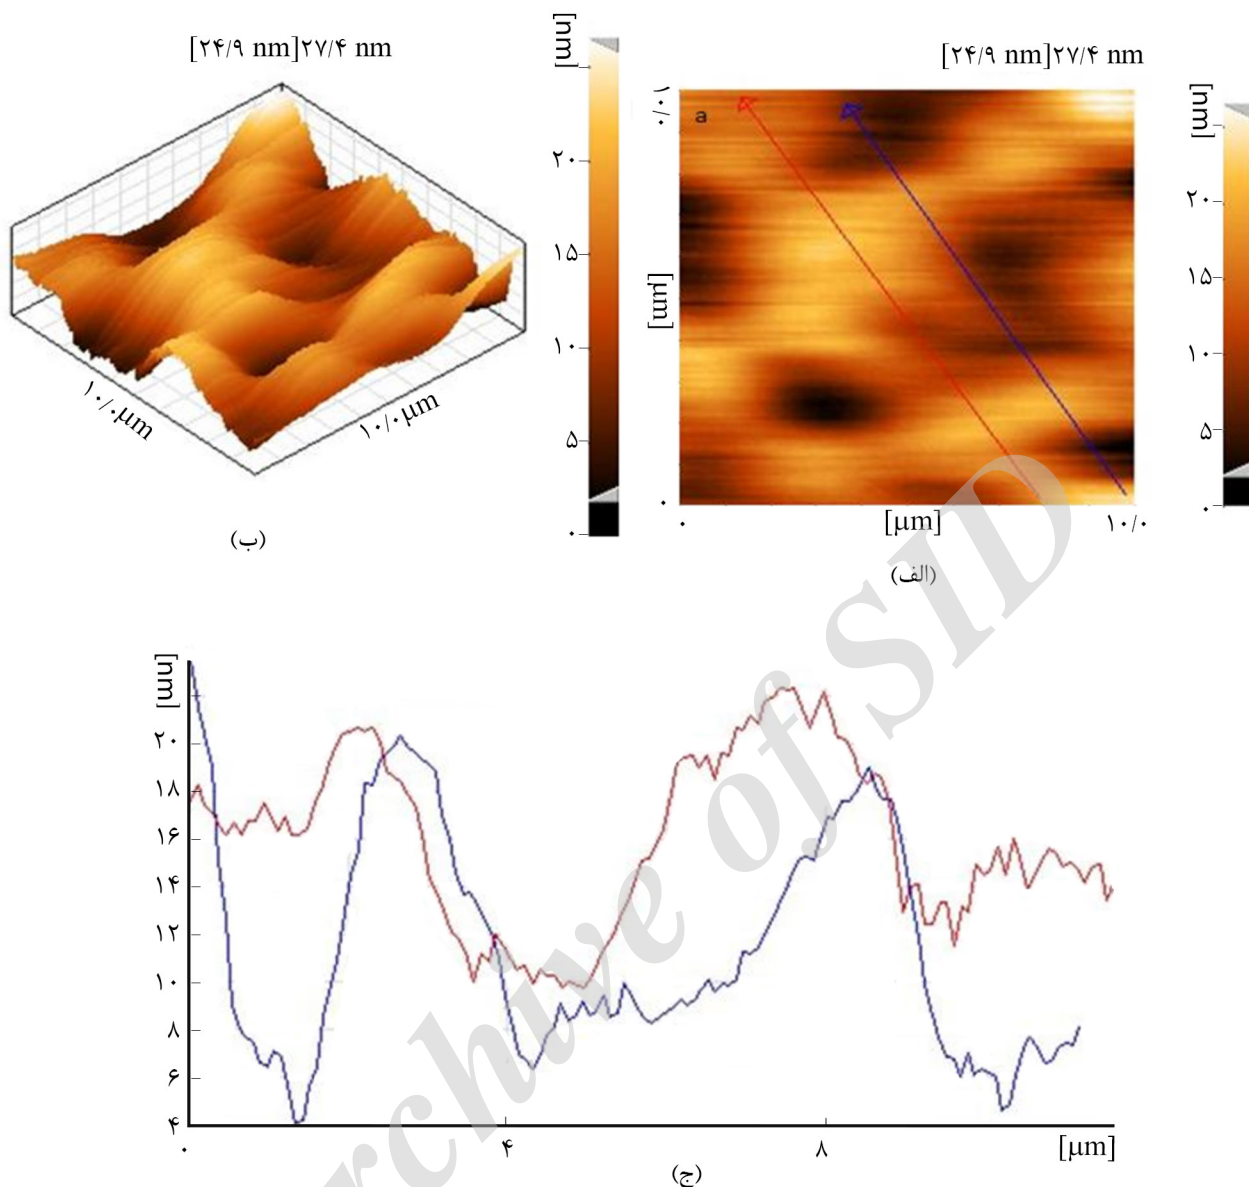 [۲۴/۹ nm]۲۷/۴ nm
[nm]
۲۰
۱۵
۱۰
۵
۰
۱۰/۰μm
۱۰/۰μm
(ب)
[۲۴/۹ nm]۲۷/۴ nm
[nm]
۲۰
۱۵
۱۰
۵
۰
a
۱۰/۰
[μm]
۰
۰
[μm]
۱۰/۰
(الف)
[nm]
۲۰
۱۸
۱۶
۱۴
۱۲
۱۰
۸
۶
۴
۰
۴
۸
[μm]
(ج)
Archive of SID